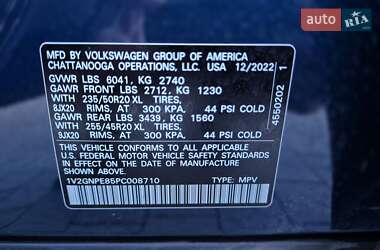 auto RIA.com
MFD BY VOLKSWAGEN GROUP OF AMERICA
CHATTANOOGA OPERATIONS, LLC. USA 12/2022
GVWR LBS 6041, KG 2740
GAWR FRONT LBS 2712, KG 1230
WITH 235/50R20 XL TIRES,
8JX20 RIMS, AT 300 KPA, 44 PSI COLD
GAWR REAR LBS 3439, KG 1560
WITH 255/45R20 XL TIRES,
9JX20 RIMS, AT 300 KPA, 44 PSI COLD
THIS VEHICLE CONFORMS TO ALL APPLICABLE
FEDERAL MOTOR VEHICLE SAFETY STANDARDS
IN EFFECT ON THE DATE OF MANUFACTURE
SHOWN ABOVE.
1V2GNPE85PC008710 TYPE: MPV
4550202 1